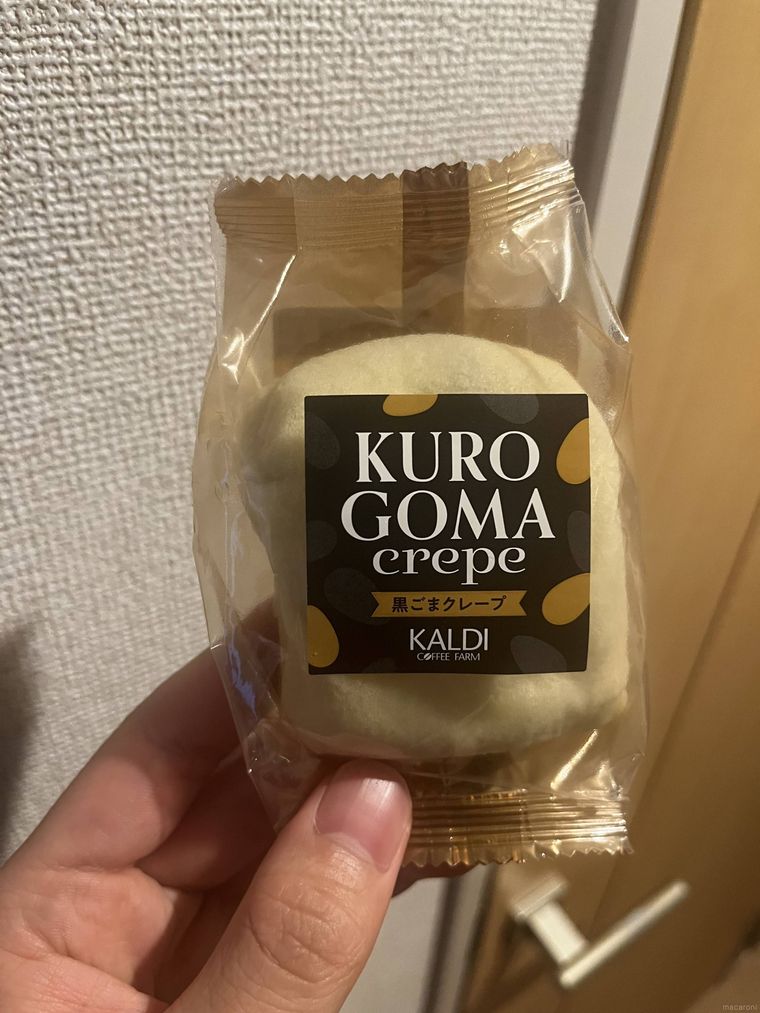 KURO
GOMA
crepe
黒ごまクレープ
KALDI
COFFEE FARM
macaroni